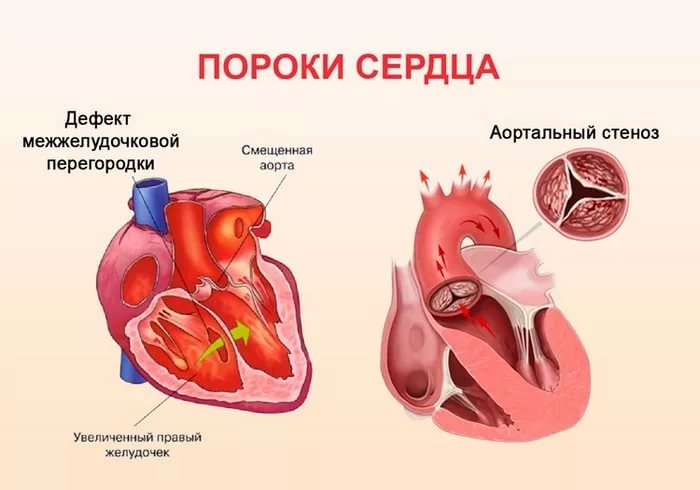 ПОРОКИ СЕРДЦА
Дефект
межжелудочковой
перегородки
Смещенная
аорта
Аортальный стеноз
Увеличенный правый
желудочек